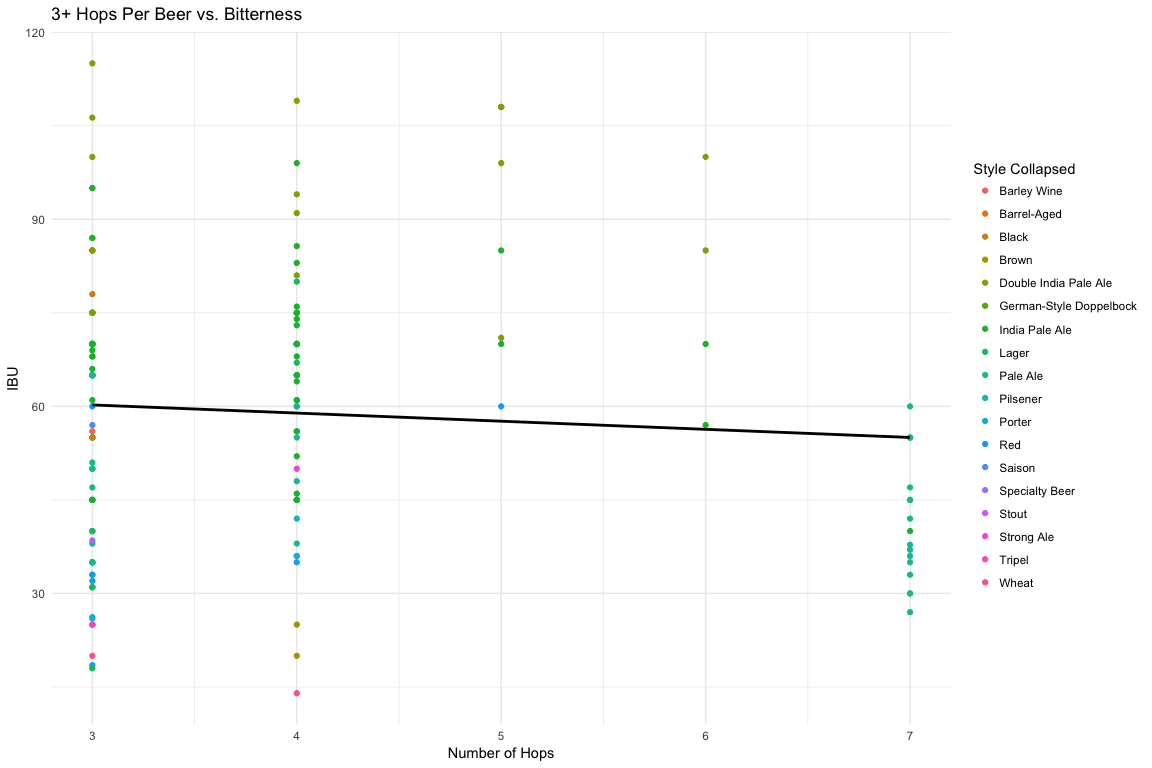 3+ Hops Per Beer vs. Bitterness
120
90
60
30
IBU
3 4 5 6 7
Number of Hops
Style Collapsed
Barley Wine
Barrel-Aged
Black
Brown
Double India Pale Ale
German-Style Doppelbock
India Pale Ale
Lager
Pale Ale
Pilsener
Porter
Red
Saison
Specialty Beer
Stout
Strong Ale
Tripel
Wheat